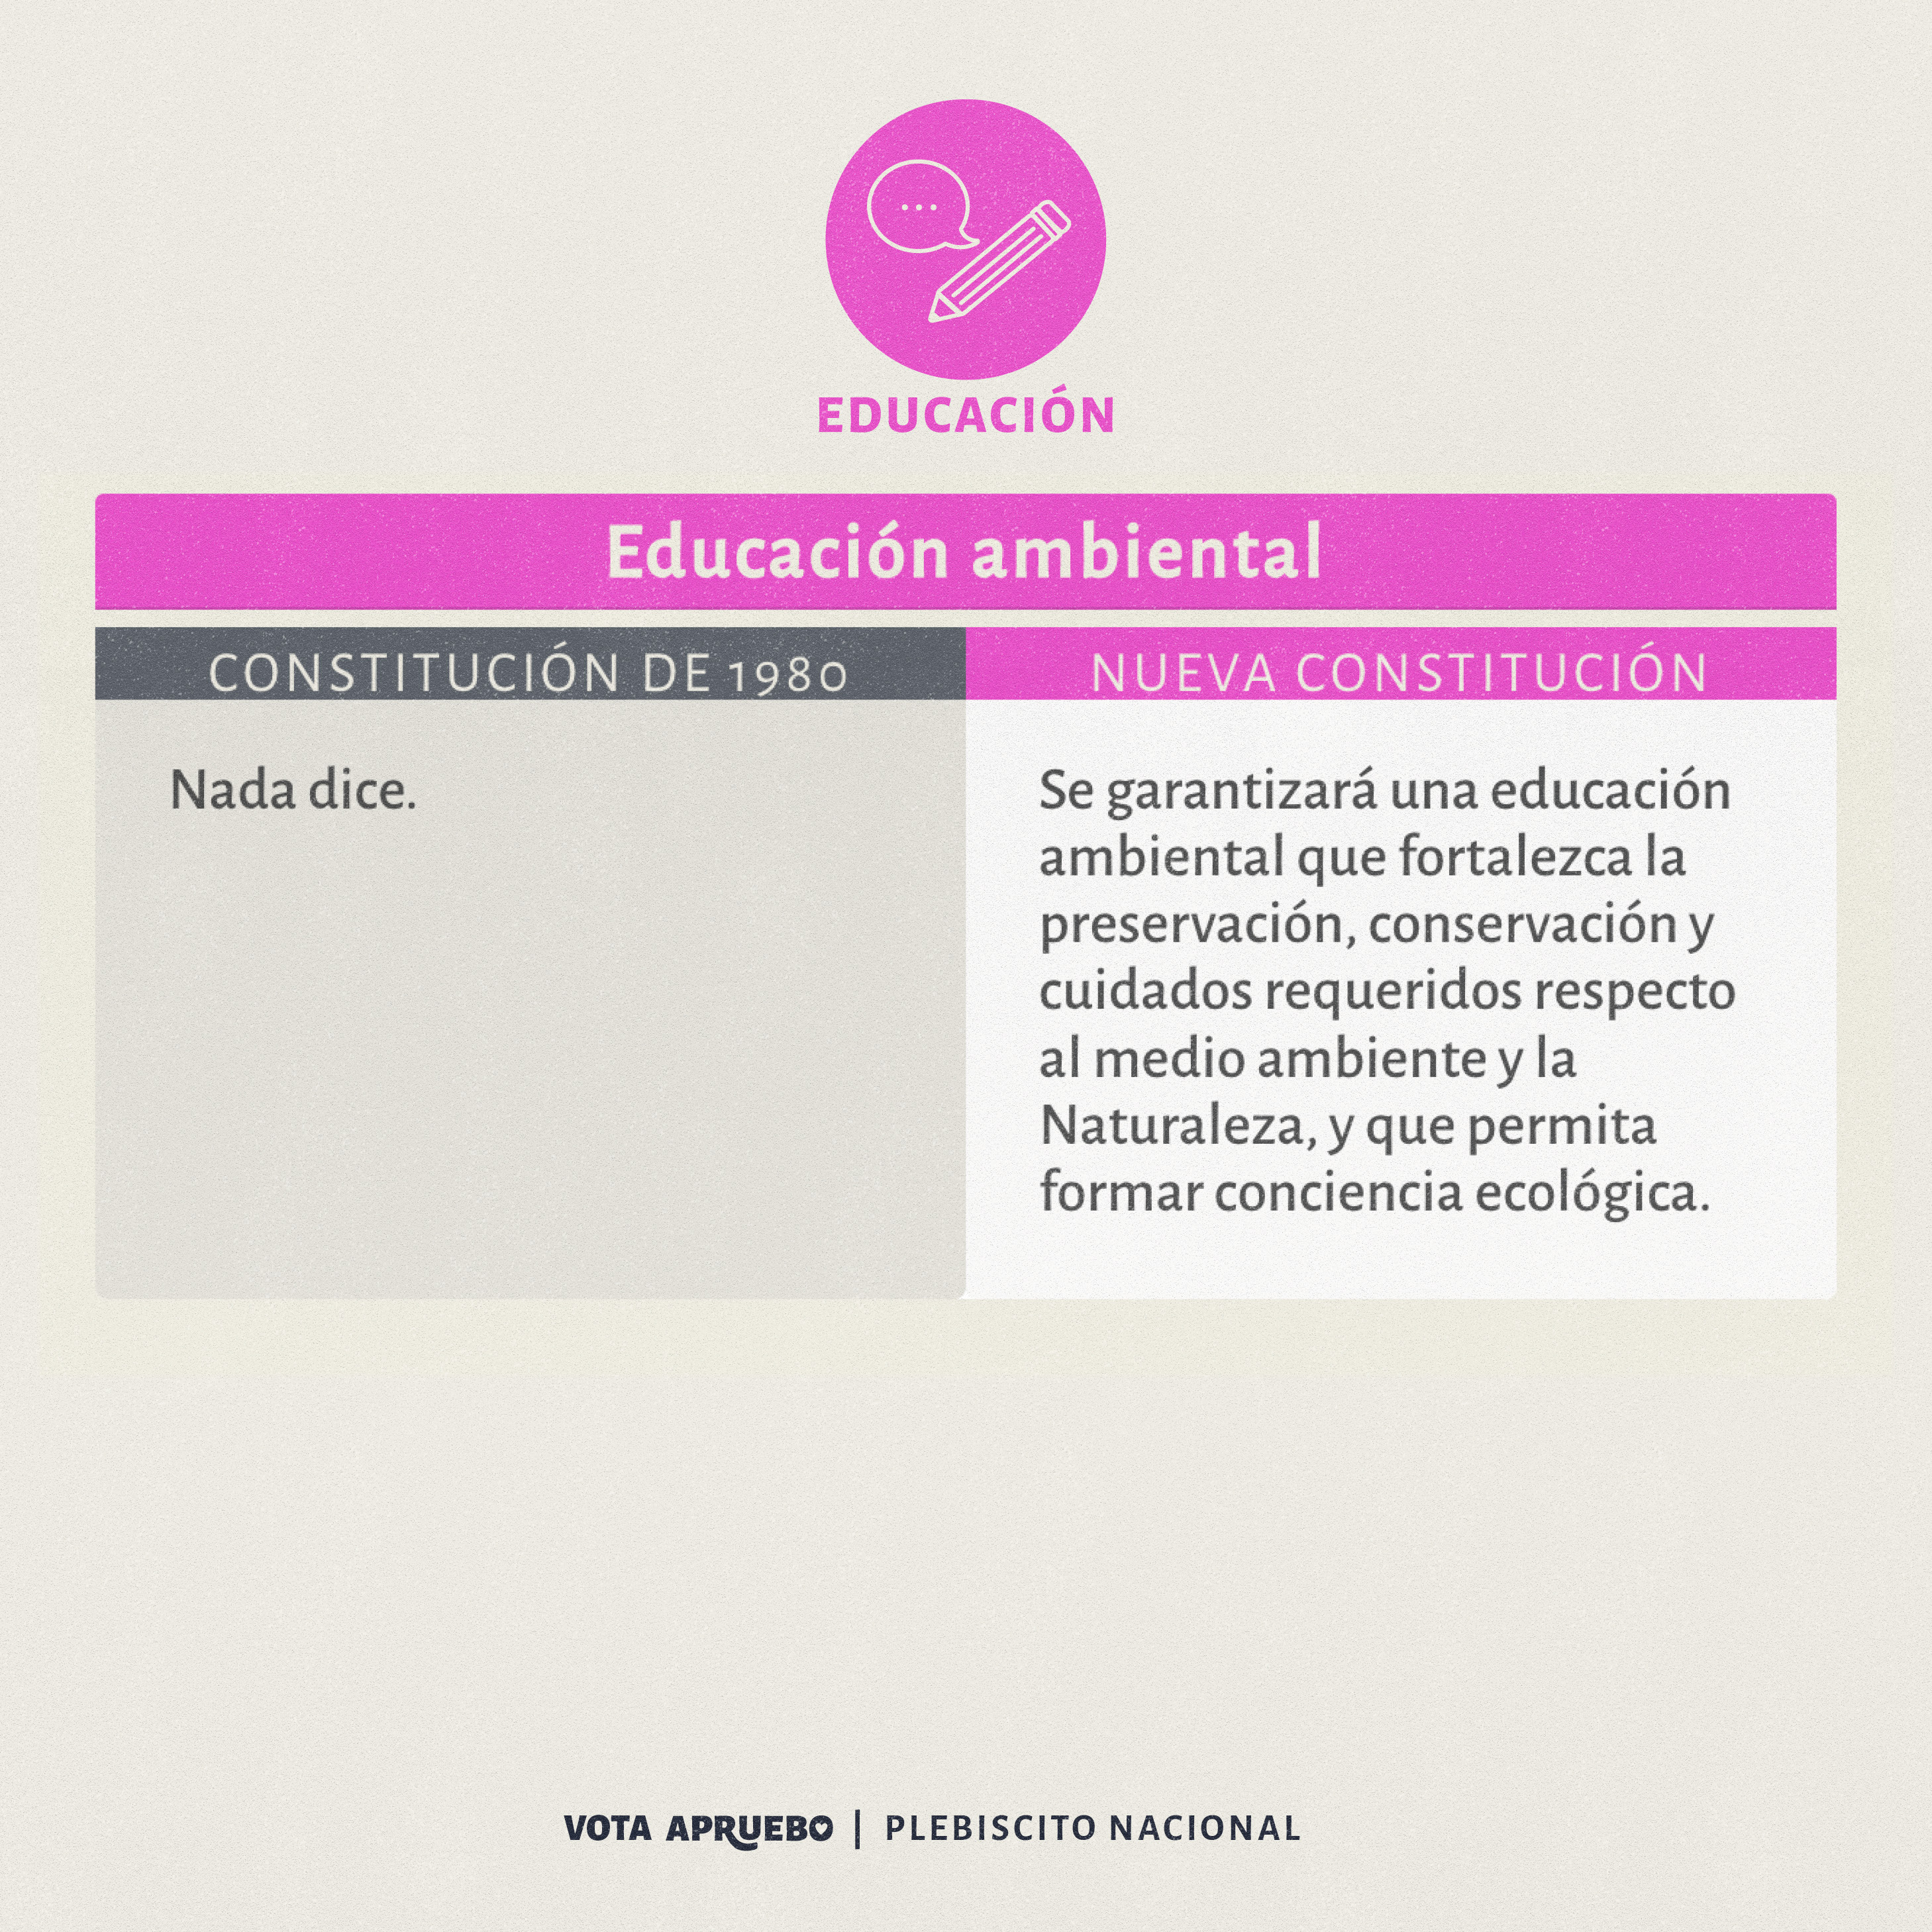 EDUCACIÓN
Educación ambiental
CONSTITUCIÓN DE 1980
Nada dice.
NUEVA CONSTITUCIÓN
Se garantizará una educación
ambiental que fortalezca la
preservación, conservación y
cuidados requeridos respecto
al medio ambiente y la
Naturaleza, y que permita
formar conciencia ecológica.
VOTA APRUEBO | PLEBISCITO NACIONAL